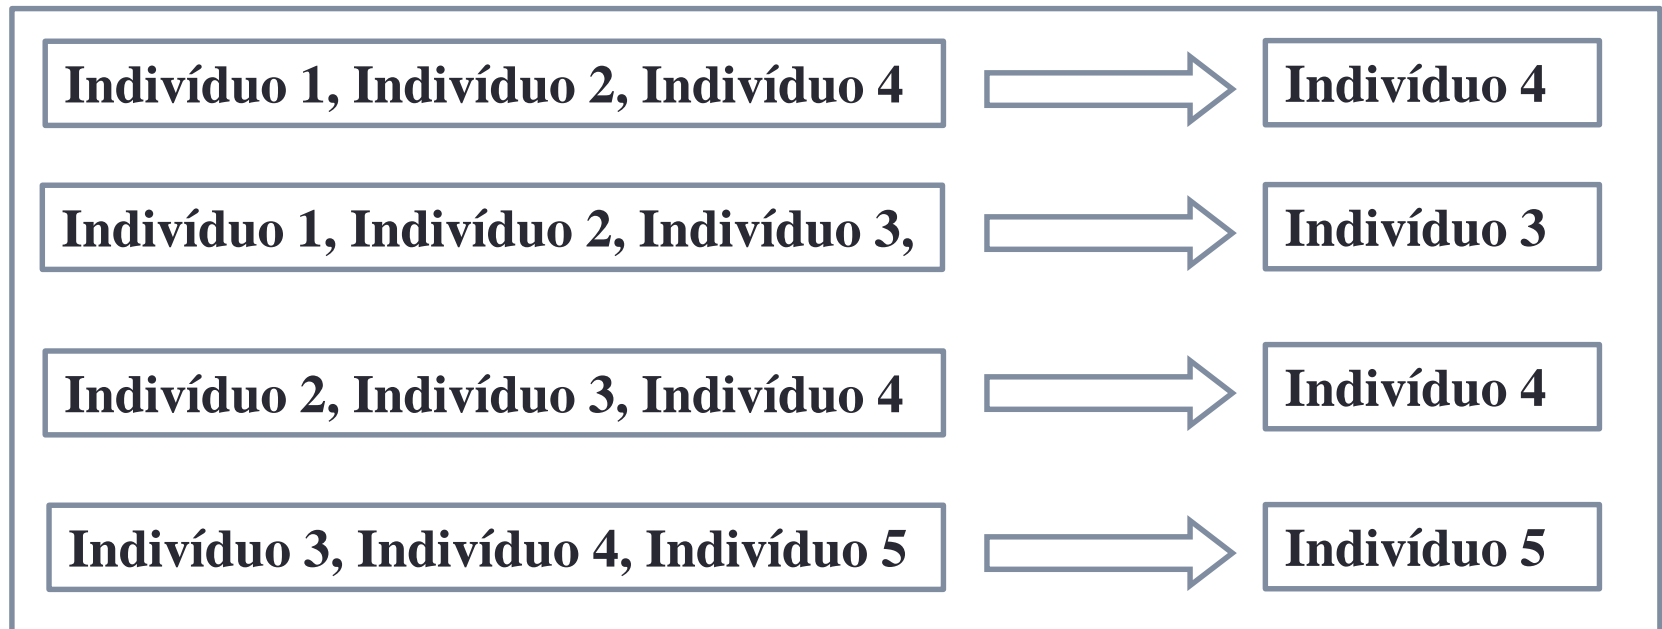 Indivíduo 1, Indivíduo 2, Indivíduo 4
Indivíduo 4
Indivíduo 1, Indivíduo 2, Indivíduo 3,
Indivíduo 3
Indivíduo 2, Indivíduo 3, Indivíduo 4
Indivíduo 4
Indivíduo 3, Indivíduo 4, Indivíduo 5
Indivíduo 5